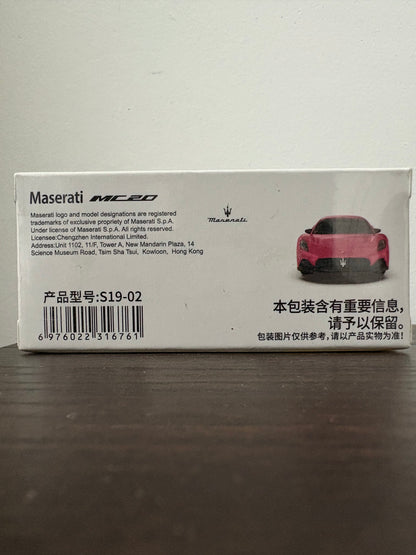 Maserati MC20
Maserati logo and model designations are registered
trademarks of exclusive propriety of Maserati S.p.A.
Under license of Maserati S.p.A. All rights reserved.
Licensee:Chengzhen International Limited.
Address:Unit 1102, 11/F, Tower A, New Mandarin Plaza, 14
Science Museum Road, Tsim Sha Tsui, Kowloon, Hong Kong
Maserati
产品型号:S19-02
6 976022 316761
本包装含有重要信息,
请予以保留。
包装图片仅供参考,请以产品实物为准!